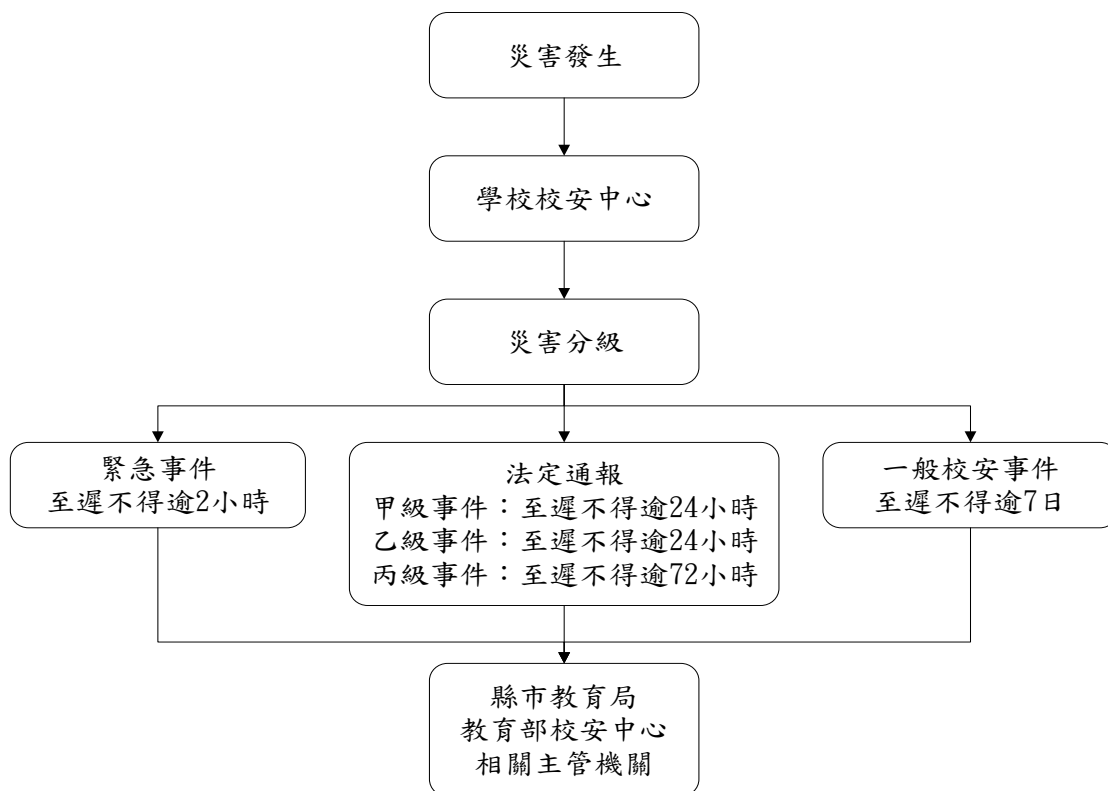 災害發生
學校校安中心
災害分級
緊急事件
至遲不得逾2小時
法定通報
甲級事件：至遲不得逾24小時
乙級事件：至遲不得逾24小時
丙級事件：至遲不得逾72小時
一般校安事件
至遲不得逾7日
縣市教育局
教育部校安中心
相關主管機關